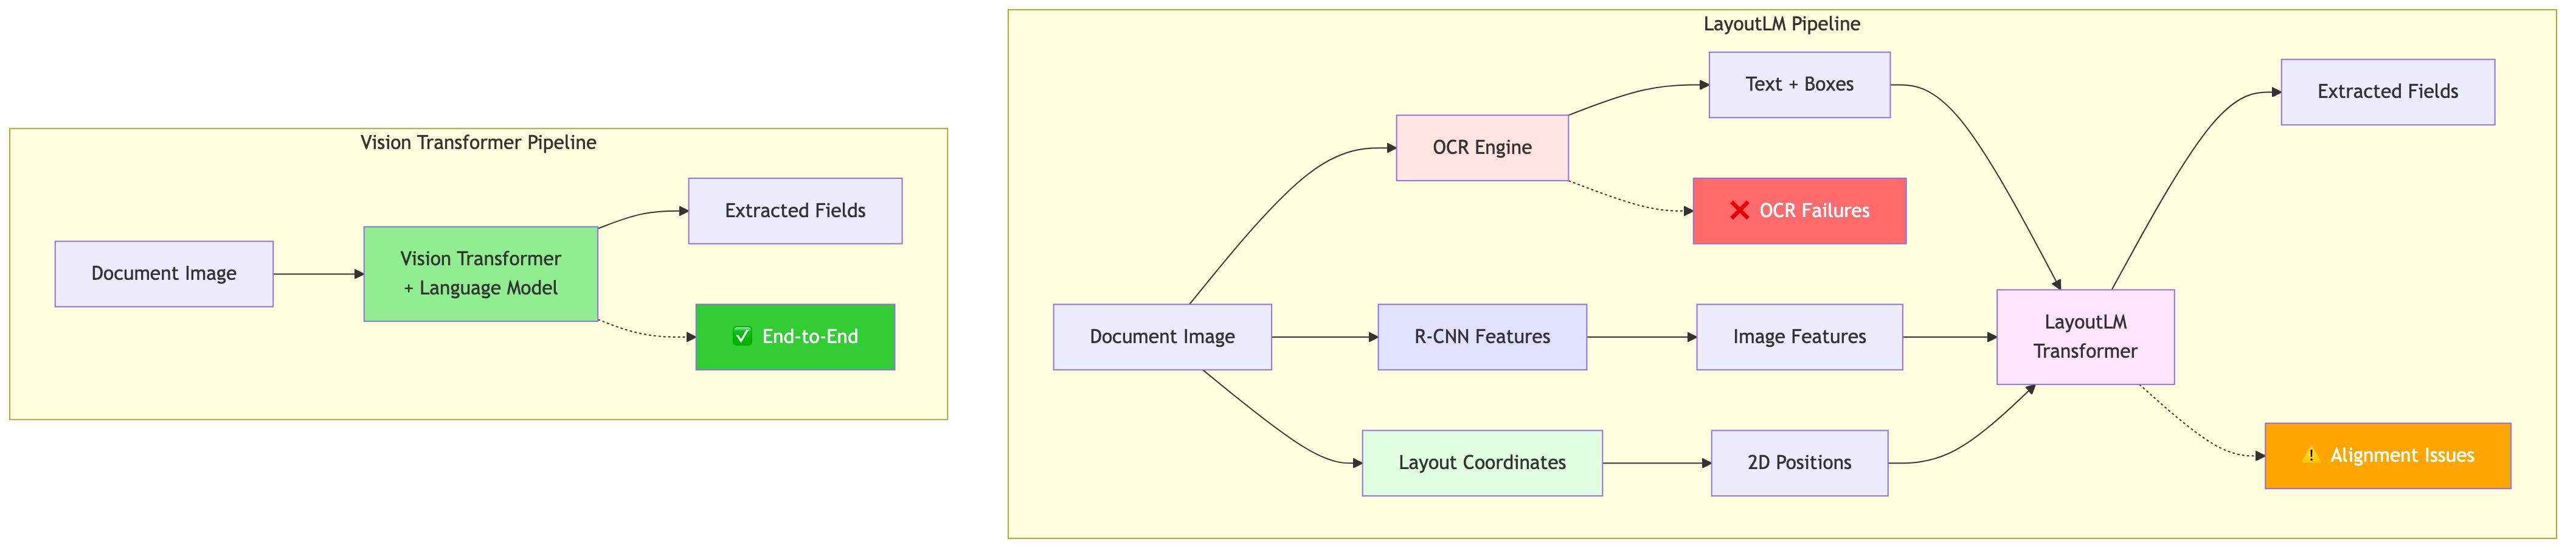 Vision Transformer Pipeline
Document Image
Vision Transformer
+ Language Model
Extracted Fields
✅ End-to-End
LayoutLM Pipeline
Document Image
OCR Engine
R-CNN Features
Layout Coordinates
Text + Boxes
❌ OCR Failures
Image Features
2D Positions
LayoutLM
Transformer
Extracted Fields
⚠️ Alignment Issues